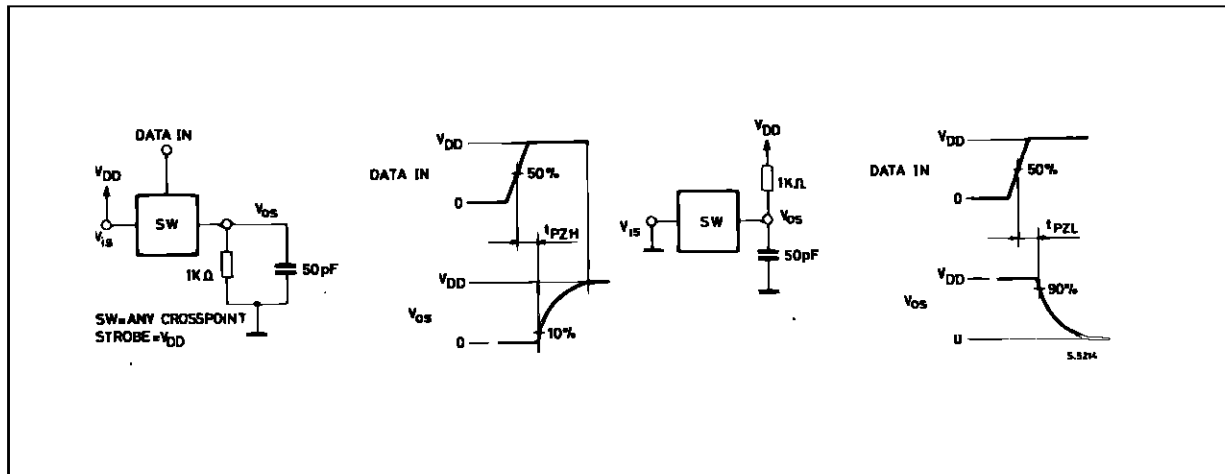 DATA IN
VDD
Vis
SW
Vos
1KΩ
50pF
SW=ANY CROSSPOINT
STROBE=VDD
DATA IN
VDD
50%
0
tPZH
VDD
Vos
10%
0
VDD
1KΩ
SW
Vis
Vos
50pF
DATA IN
VDD
50%
0
tPZL
VDD
90%
Vos
0
S.5214